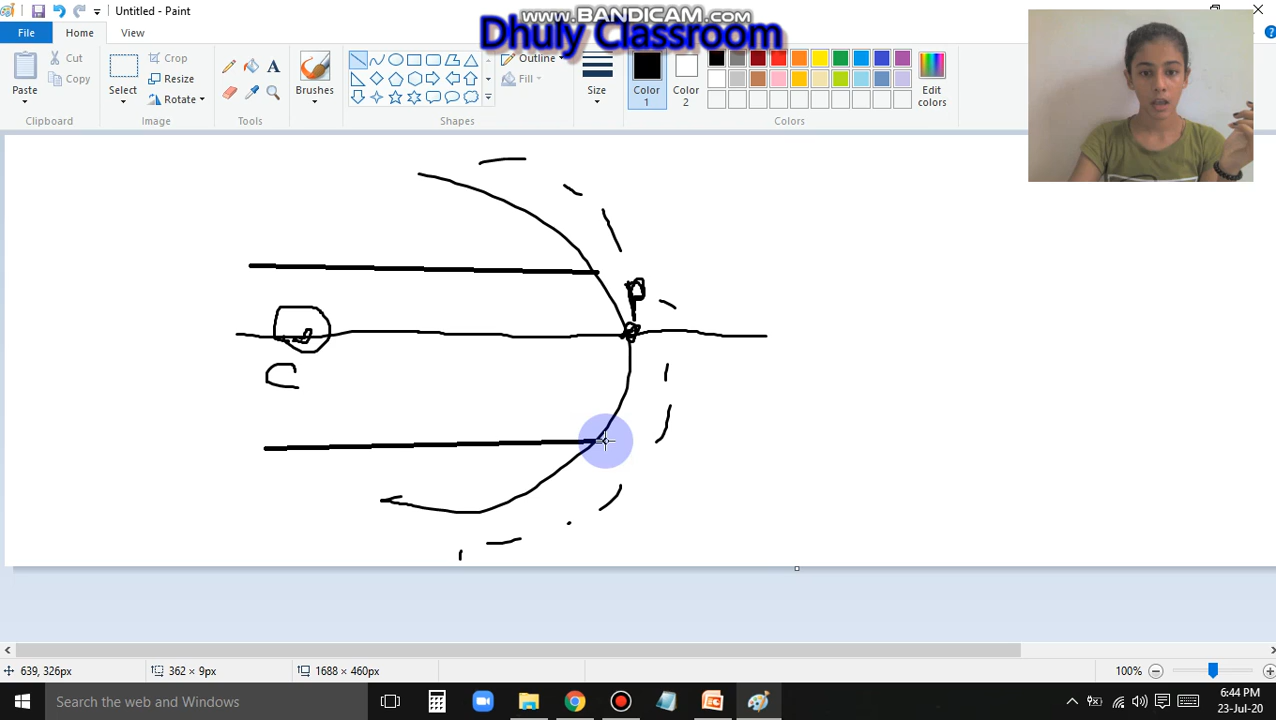 Untitled - Paint
www.BANDICAM.com
Dhuly Classroom
File
Home
View
Paste
Cut
Copy
Clipboard
Select
Crop
Resize
Rotate
Image
Tools
Brushes
Shapes
Outline
Fill
Size
Color 1
Color 2
Edit colors
Colors
P
C
639, 326px
362 × 9px
1688 × 460px
100%
Search the web and Windows
6:44 PM
23-Jul-20